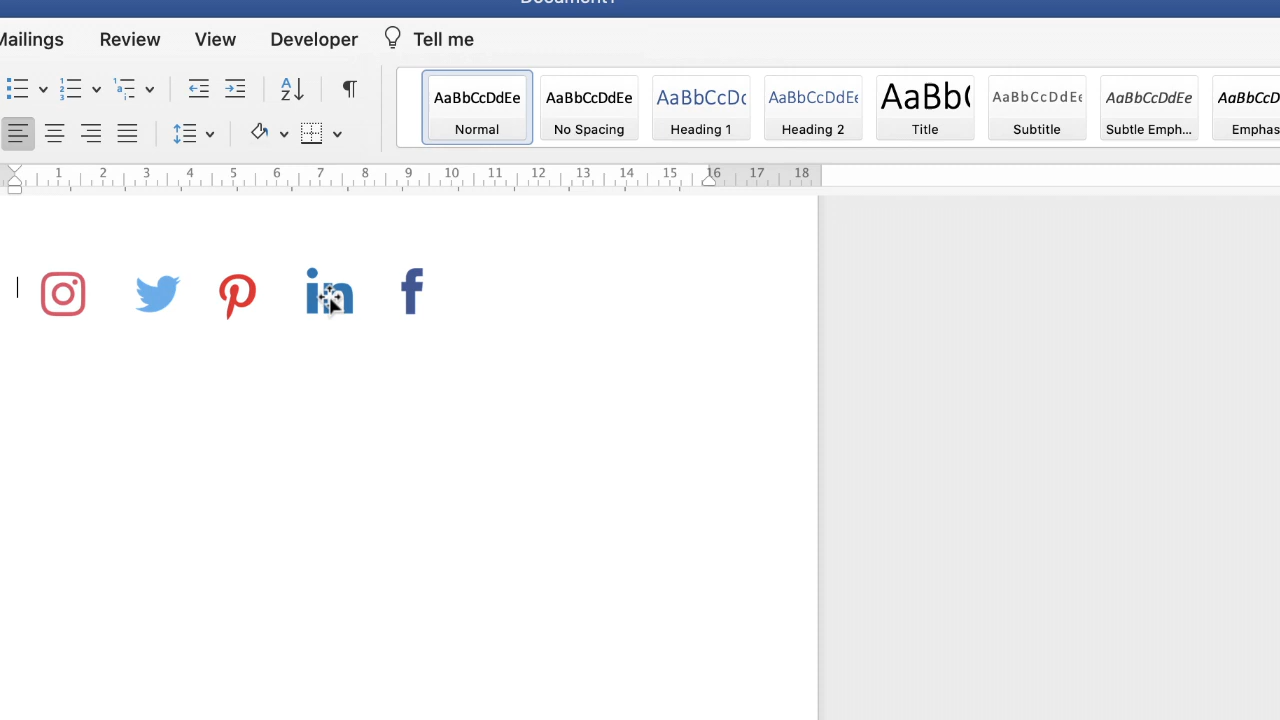 Mailings Review View Developer Tell me
AaBbCcDdEe AaBbCcDdEe AaBbCcDc AaBbCcDdEe AaBb( AaBbCcDdEe AaBbCcDdEe AaBbCcD
Normal No Spacing Heading 1 Heading 2 Title Subtitle Subtle Emph... Emphas
1 2 3 4 5 6 7 8 9 10 11 12 13 14 15 16 17 18
in f